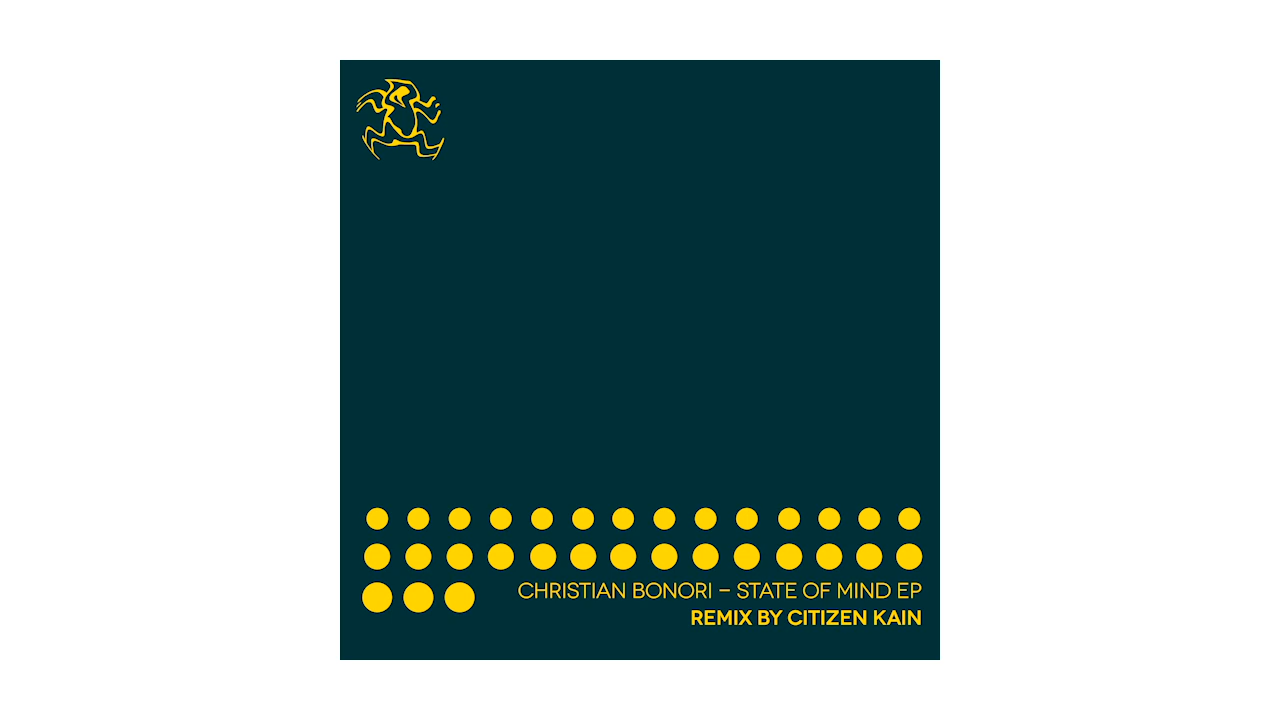 CHRISTIAN BONORI – STATE OF MIND EP
REMIX BY CITIZEN KAIN